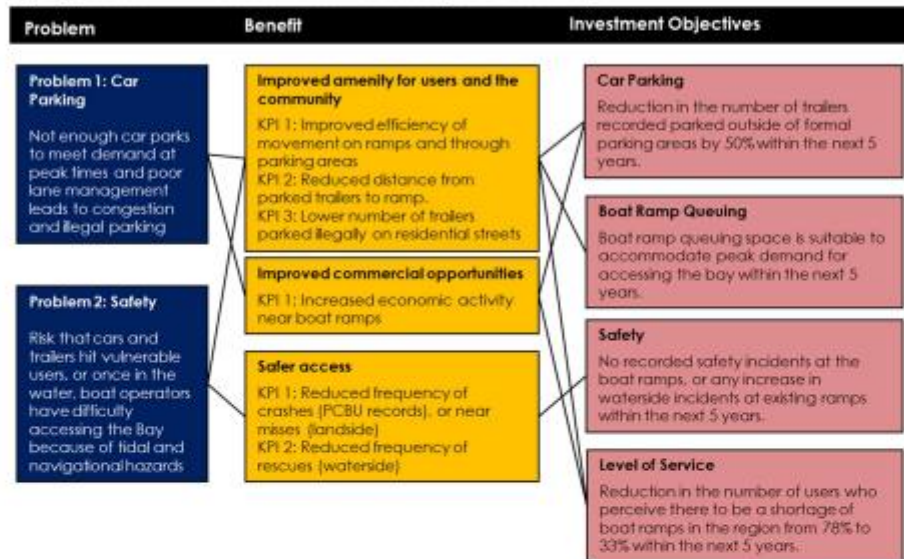 Problem
Benefit
Investment Objectives
Problem 1: Car
Parking
Not enough car parks
to meet demand at
peak times and poor
lane management
leads to congestion
and illegal parking
Problem 2: Safety
Risk that cars and
trailers hit vulnerable
users, or once in the
water, boat operators
have difficulty
accessing the Bay
because of tidal and
navigational hazards
Improved amenity for users and the
community
KPI 1: Improved efficiency of
movement on ramps and through
parking areas
KPI 2: Reduced distance from
parked trailers to ramp.
KPI 3: Lower number of trailers
parked illegally on residential streets
Improved commercial opportunities
KPI 1: Increased economic activity
near boat ramps
Safer access
KPI 1: Reduced frequency of
crashes (PCBU records), or near
misses (landside)
KPI 2: Reduced frequency of
rescues (waterside)
Car Parking
Reduction in the number of trailers
recorded parked outside of formal
parking areas by 50% within the next 5
years.
Boat Ramp Queuing
Boat ramp queuing space is suitable to
accommodate peak demand for
accessing the bay within the next 5
years.
Safety
No recorded safety incidents at the
boat ramps, or any increase in
waterside incidents at existing ramps
within the next 5 years.
Level of Service
Reduction in the number of users who
perceive there to be a shortage of
boat ramps in the region from 78% to
33% within the next 5 years.